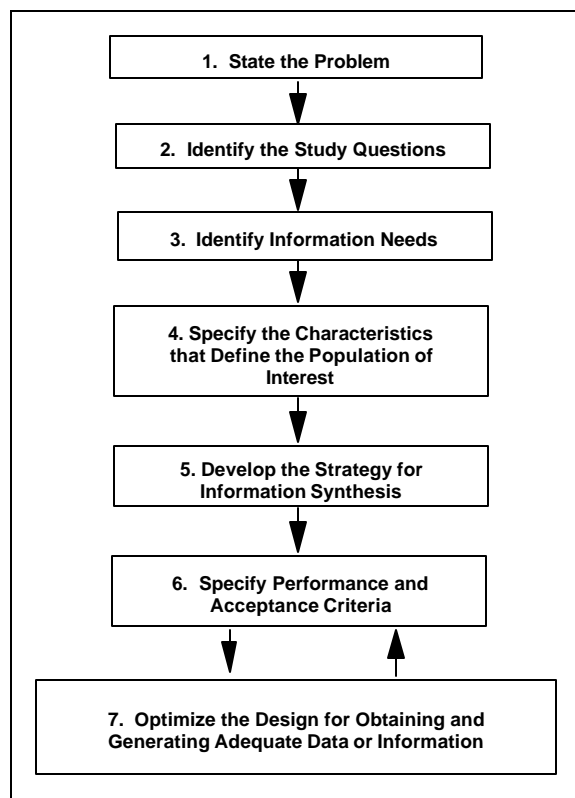 1. State the Problem
2. Identify the Study Questions
3. Identify Information Needs
4. Specify the Characteristics
that Define the Population of
Interest
5. Develop the Strategy for
Information Synthesis
6. Specify Performance and
Acceptance Criteria
7. Optimize the Design for Obtaining and
Generating Adequate Data or Information